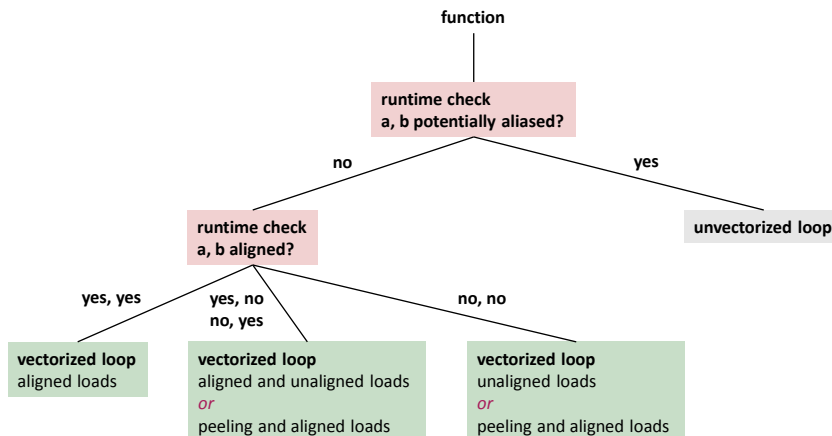 function
runtime check
a, b potentially aliased?
no
yes
runtime check
a, b aligned?
unvectorized loop
yes, yes
yes, no
no, yes
no, no
vectorized loop
aligned loads
vectorized loop
aligned and unaligned loads
or
peeling and aligned loads
vectorized loop
unaligned loads
or
peeling and aligned loads